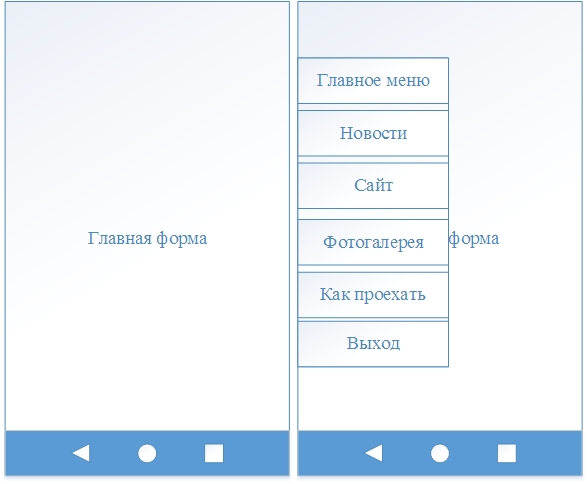 Главная форма
Главное меню
Новости
Сайт
Фотогалерея
форма
Как проехать
Выход